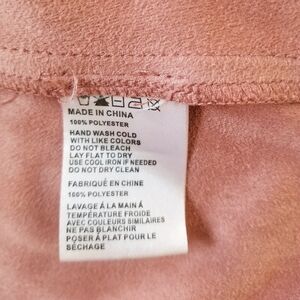 MADE IN CHINA
100% POLYESTER
HAND WASH COLD
WITH LIKE COLORS
DO NOT BLEACH
LAY FLAT TO DRY
USE COOL IRON IF NEEDED
DO NOT DRY CLEAN
FABRIQUÉ EN CHINE
100% POLYESTER
LAVAGE Á LA MAIN Á
TEMPÉRATURE FROIDE
AVEC COULEURS SIMILAIRES
NE PAS BLANCHIR
POSER Á PLAT POUR LE
SÉCHAGE